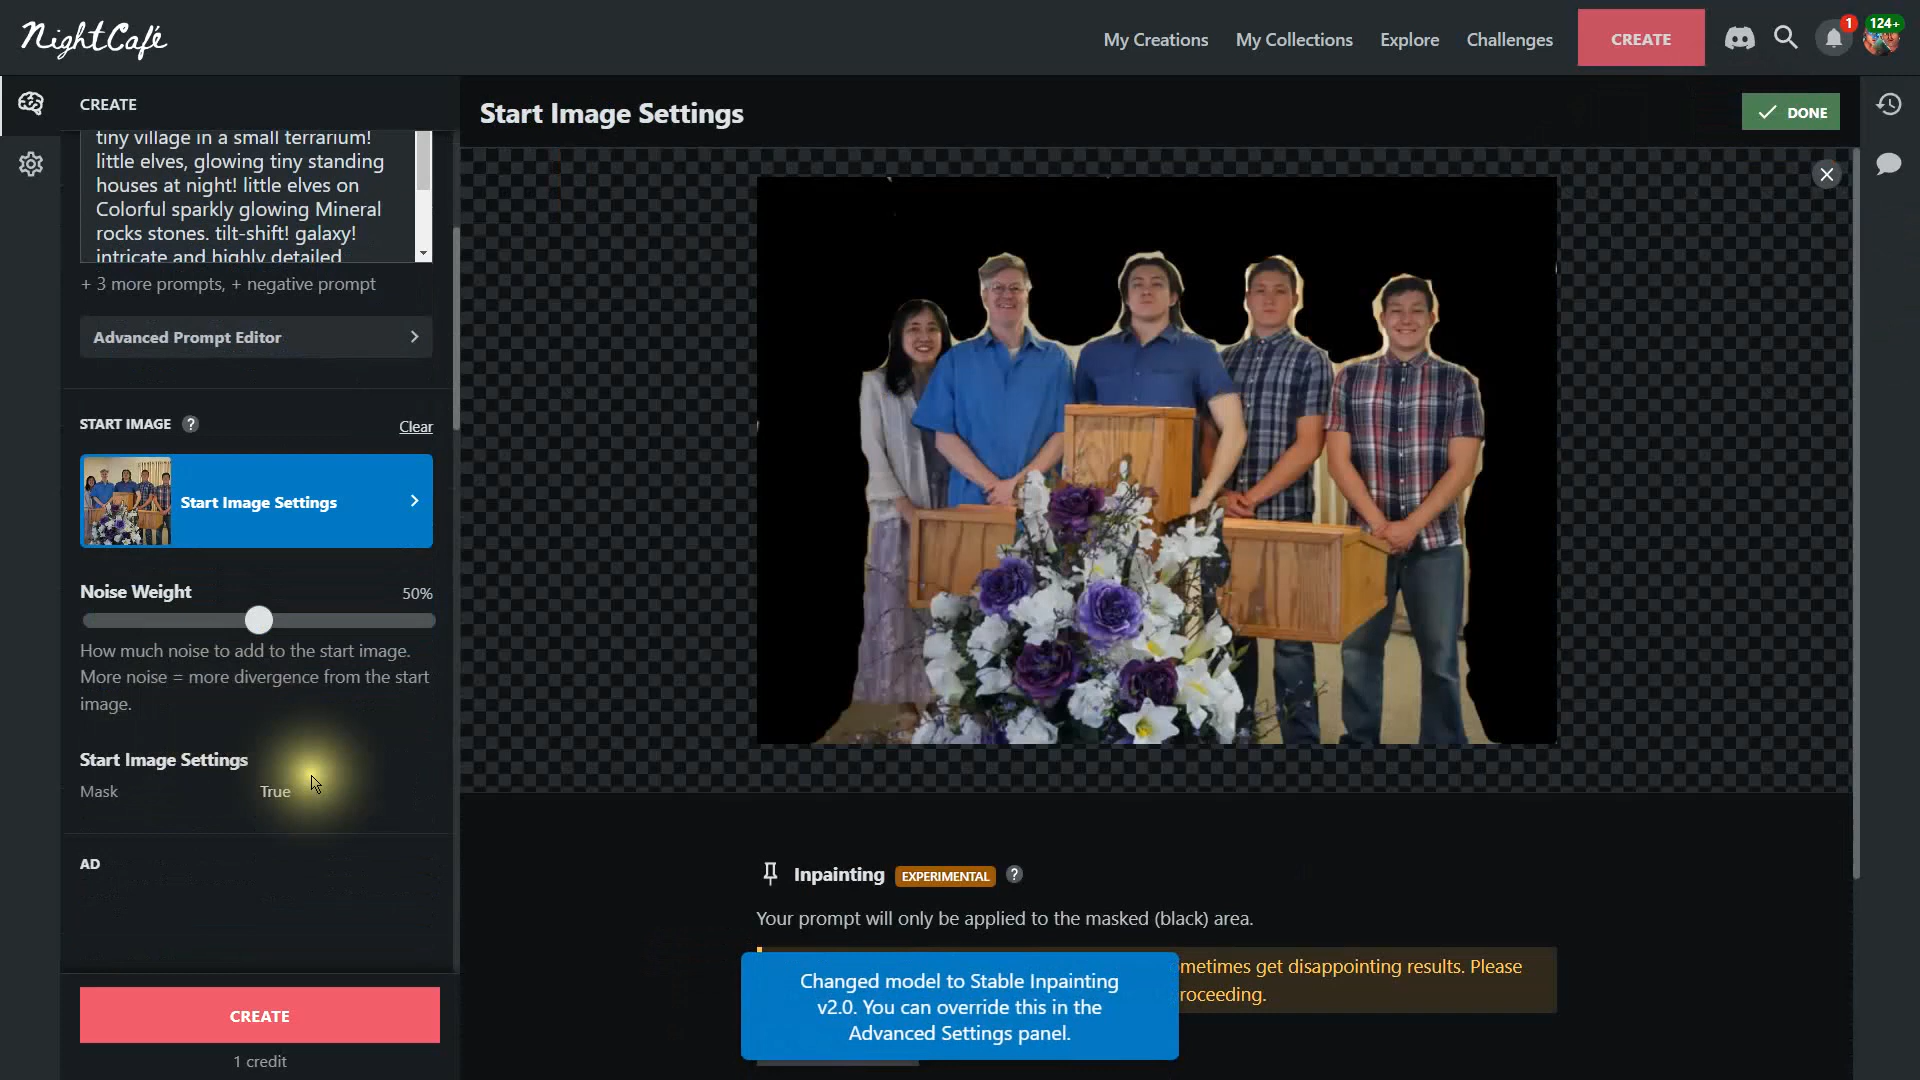 NightCafé
My Creations
My Collections
Explore
Challenges
CREATE
1
124+
CREATE
tiny village in a small terrarium!
little elves, glowing tiny standing
houses at night! little elves on
Colorful sparkly glowing Mineral
rocks stones. tilt-shift! galaxy!
intricate and highly detailed
+ 3 more prompts, + negative prompt
Advanced Prompt Editor
START IMAGE ?
Clear
Start Image Settings
Noise Weight
50%
How much noise to add to the start image.
More noise = more divergence from the start
image.
Start Image Settings
Mask True
AD
CREATE
1 credit
Start Image Settings
DONE
Inpainting EXPERIMENTAL ?
Your prompt will only be applied to the masked (black) area.
get disappointing results. Please
Changed model to Stable Inpainting
v2.0. You can override this in the
Advanced Settings panel.